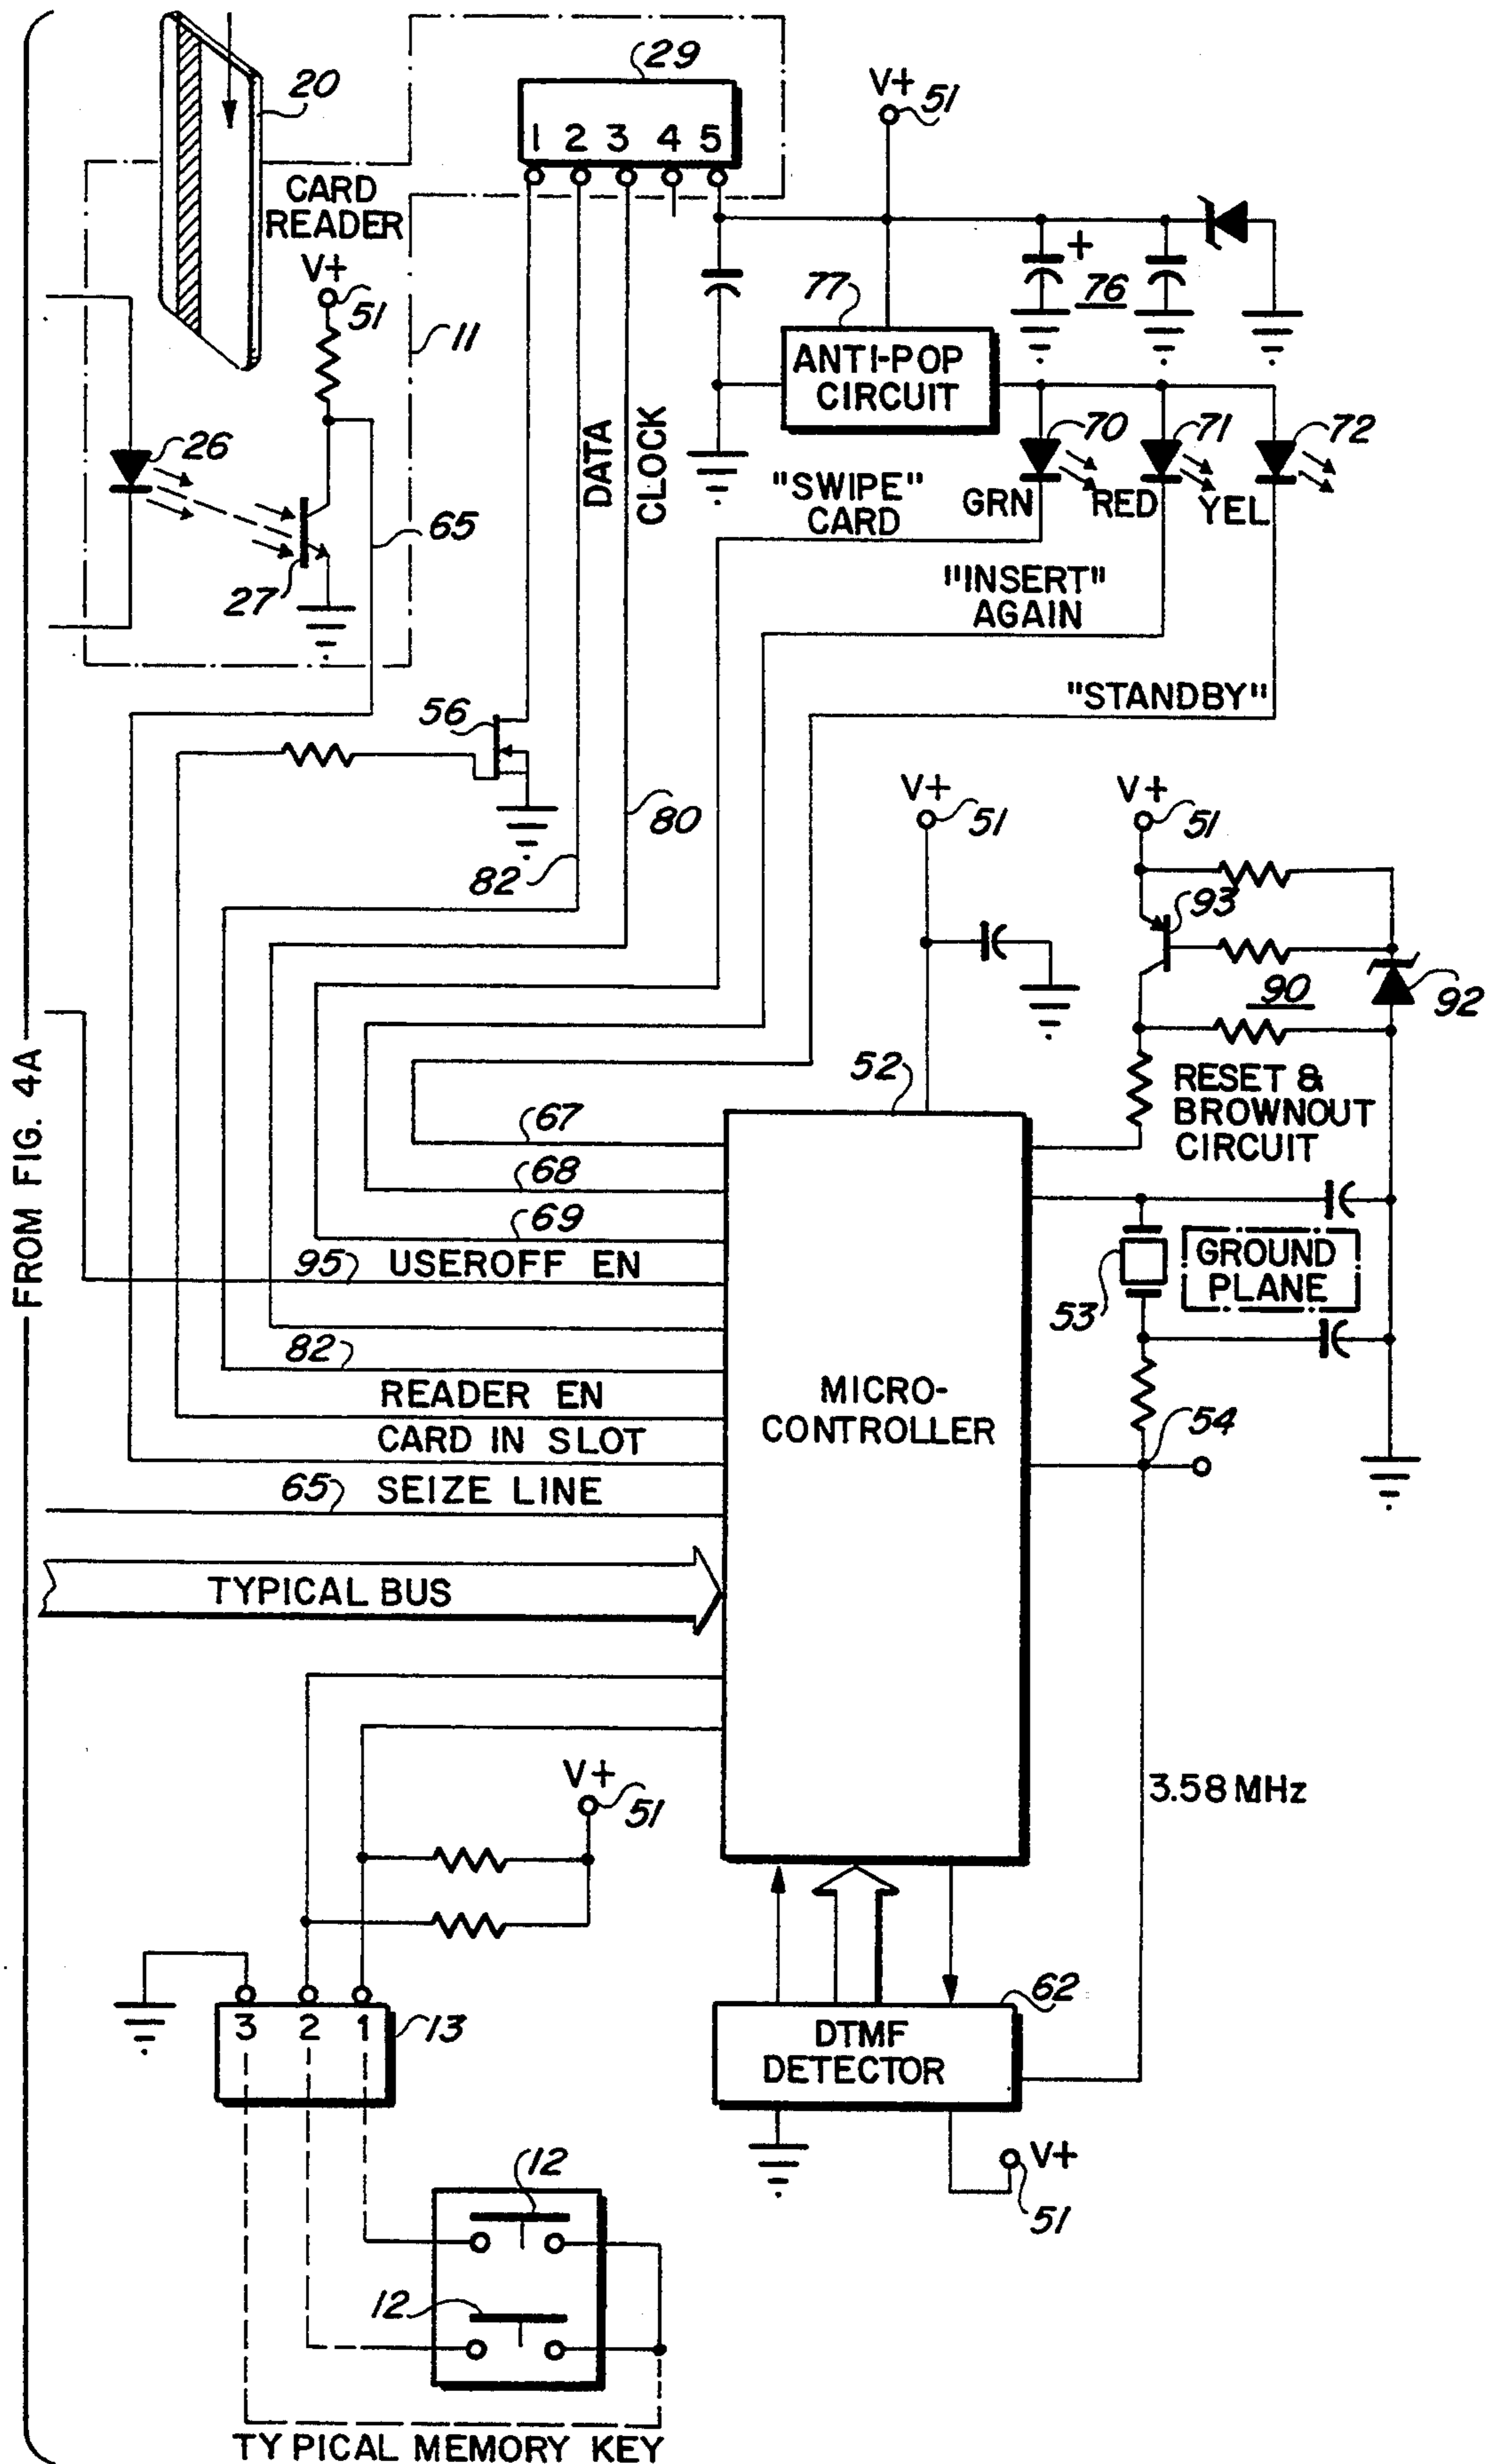 FROM FIG. 4A
20
CARD
READER
V+
51
11
29
1 2 3 4 5
V+
51
77
ANTI-POP
CIRCUIT
+
76
26
27
65
DATA
CLOCK
70
71
72
"SWIPE"
CARD
GRN
RED
YEL
"INSERT"
AGAIN
"STANDBY"
56
80
82
V+
51
V+
51
93
90
92
RESET &
BROWNOUT
CIRCUIT
52
67
68
69
95
USEROFF EN
82
READER EN
CARD IN SLOT
65
SEIZE LINE
TYPICAL BUS
MICRO-
CONTROLLER
53
GROUND
PLANE
54
3.58 MHz
V+
51
3 2 1
13
62
DTMF
DETECTOR
V+
51
12
12
TYPICAL MEMORY KEY